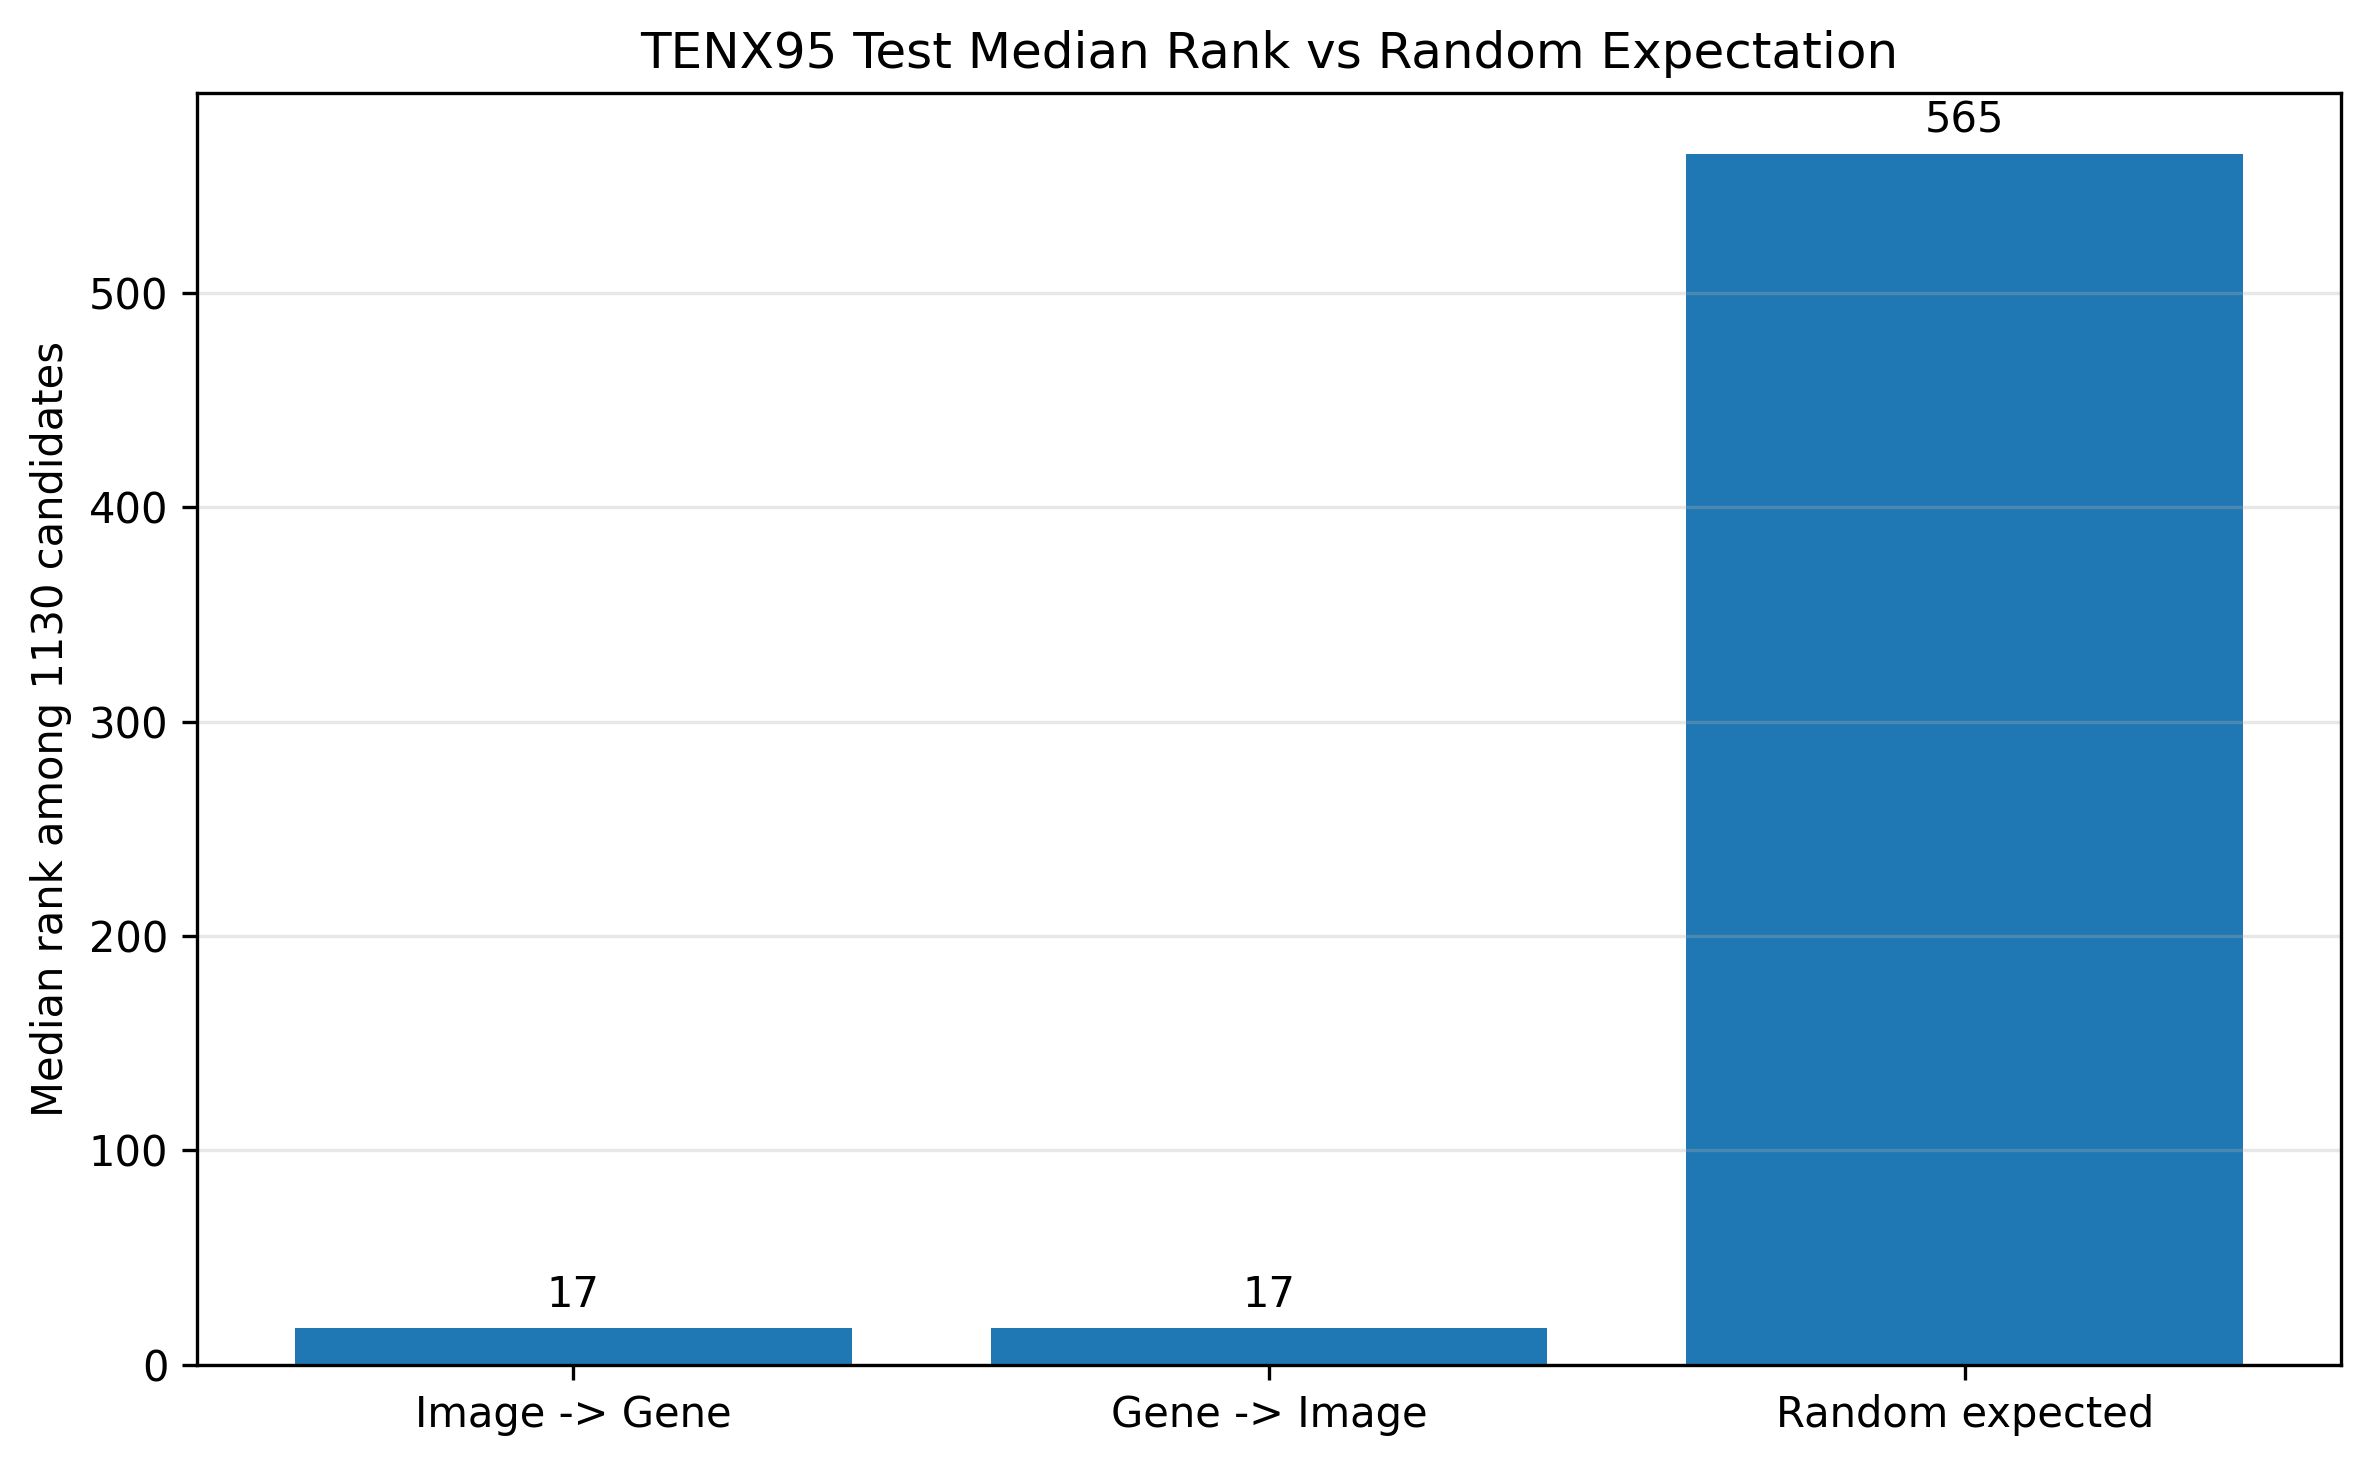 TENX95 Test Median Rank vs Random Expectation
Median rank among 1130 candidates
500
400
300
200
100
0
17
17
565
Image -> Gene
Gene -> Image
Random expected